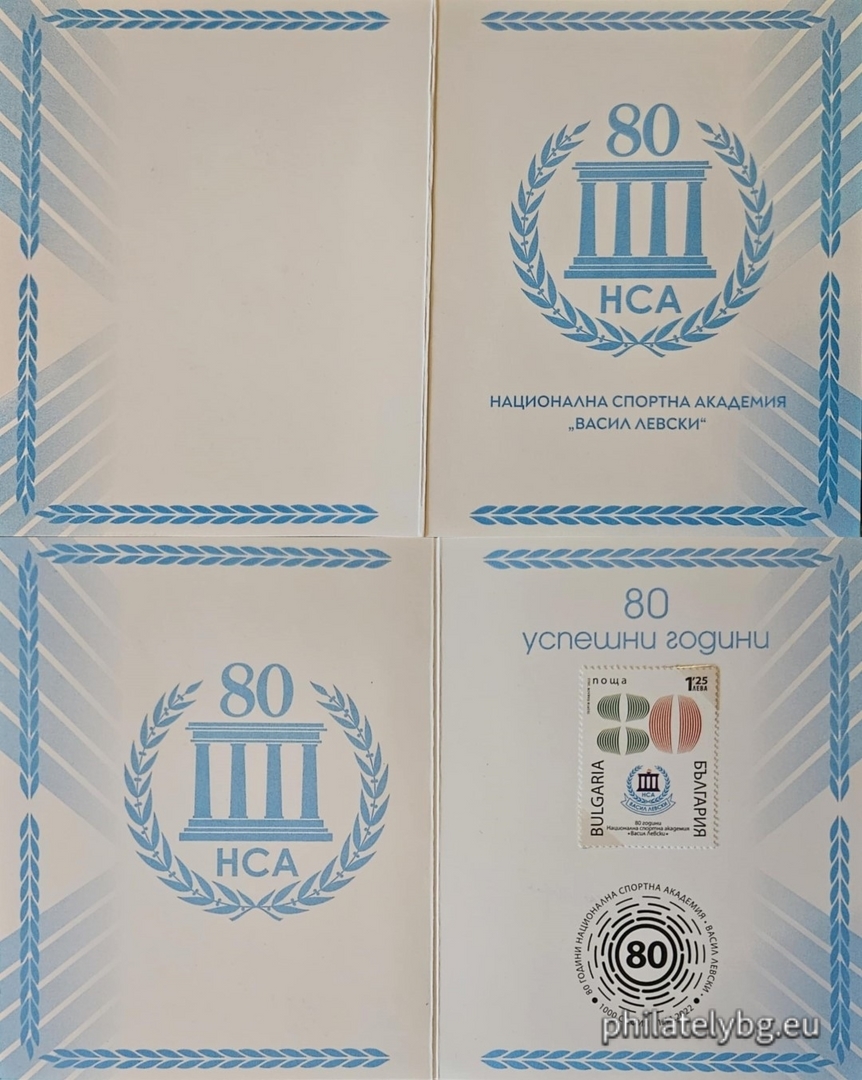 80
НСА
НАЦИОНАЛНА СПОРТНА АКАДЕМИЯ
„ВАСИЛ ЛЕВСКИ“
80
НСА
80
успешни години
поща
1.25
ЛЕВА
BULGARIA
БЪЛГАРИЯ
НСА
ВАСИЛ ЛЕВСКИ
80 години
Национална спортна академия
«Васил Левски»
80 ГОДИНИ НАЦИОНАЛНА СПОРТНА АКАДЕМИЯ • ВАСИЛ ЛЕВСКИ •
80
1000 2022
philatelybg.eu